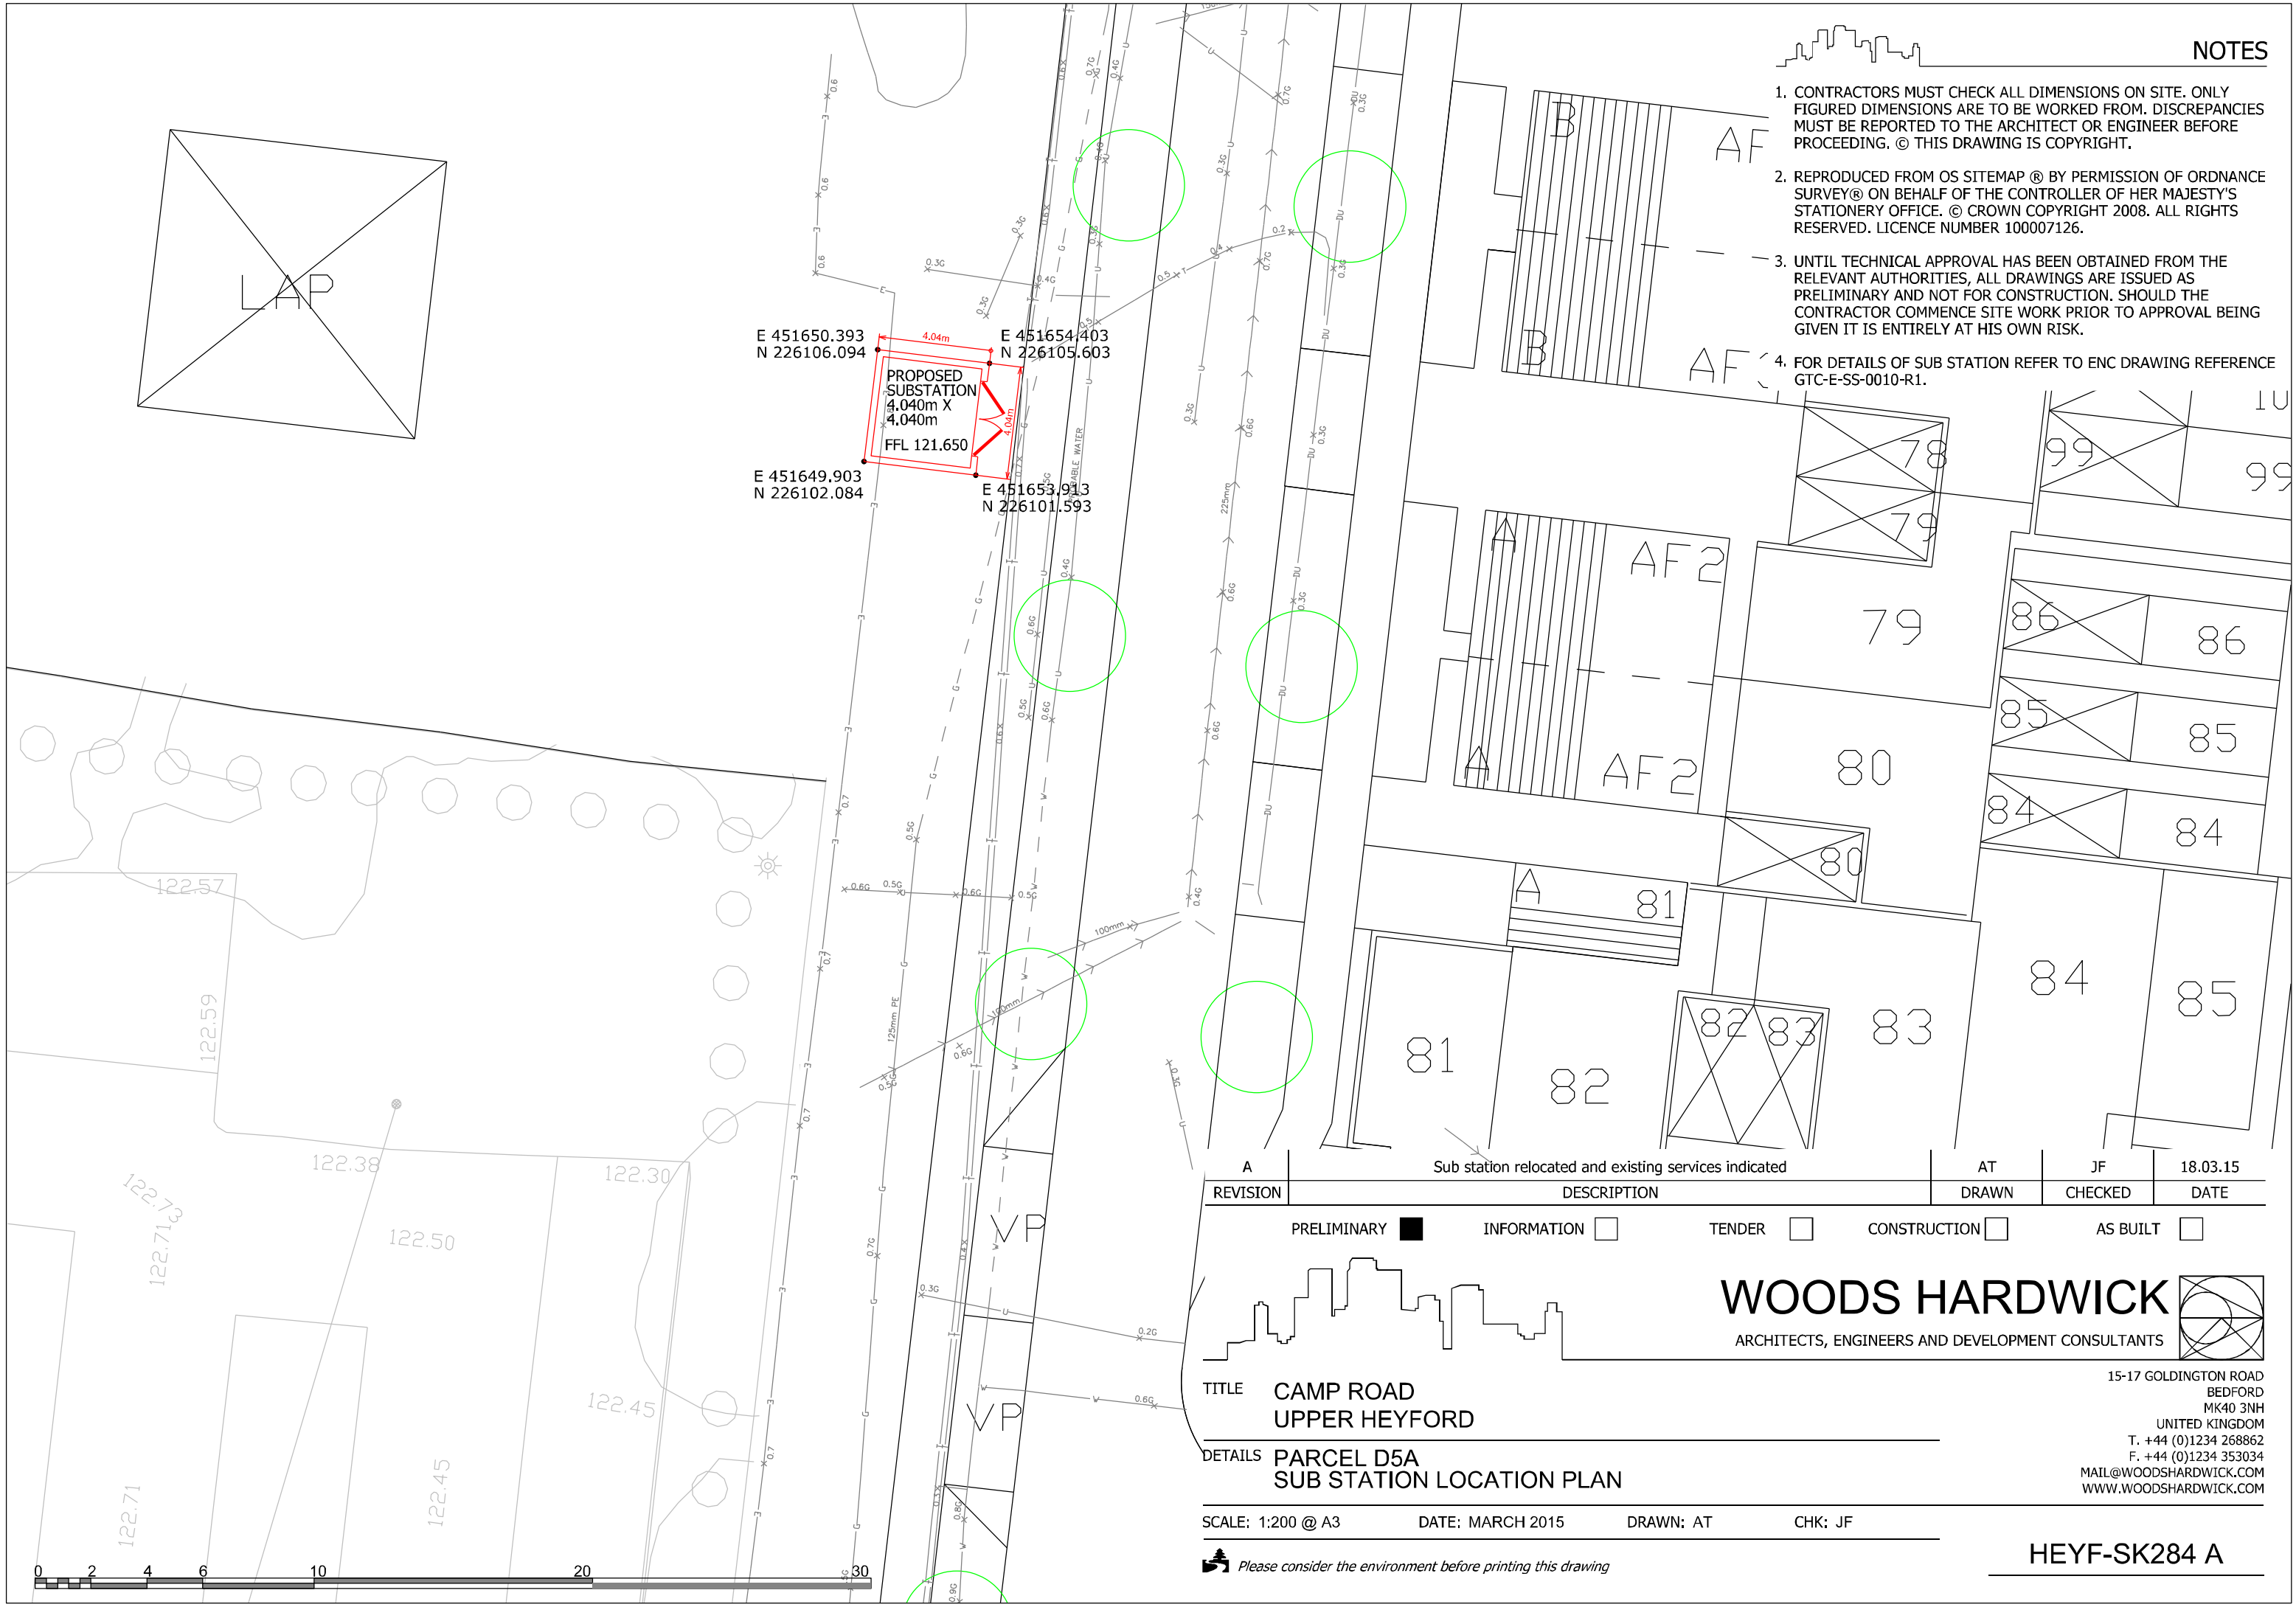 NOTES
1. CONTRACTORS MUST CHECK ALL DIMENSIONS ON SITE. ONLY
FIGURED DIMENSIONS ARE TO BE WORKED FROM. DISCREPANCIES
MUST BE REPORTED TO THE ARCHITECT OR ENGINEER BEFORE
PROCEEDING. © THIS DRAWING IS COPYRIGHT.
2. REPRODUCED FROM OS SITEMAP ® BY PERMISSION OF ORDNANCE
SURVEY® ON BEHALF OF THE CONTROLLER OF HER MAJESTY'S
STATIONERY OFFICE. © CROWN COPYRIGHT 2008. ALL RIGHTS
RESERVED. LICENCE NUMBER 100007126.
3. UNTIL TECHNICAL APPROVAL HAS BEEN OBTAINED FROM THE
RELEVANT AUTHORITIES, ALL DRAWINGS ARE ISSUED AS
PRELIMINARY AND NOT FOR CONSTRUCTION. SHOULD THE
CONTRACTOR COMMENCE SITE WORK PRIOR TO APPROVAL BEING
GIVEN IT IS ENTIRELY AT HIS OWN RISK.
4. FOR DETAILS OF SUB STATION REFER TO ENC DRAWING REFERENCE
GTC-E-SS-0010-R1.
LAP
E 451650.393
N 226106.094
4.04m
E 451654.403
N 226105.603
PROPOSED
SUBSTATION
4.040m X
4.040m
FFL 121.650
4.04m
E 451649.903
N 226102.084
E 451653.913
N 226101.593
225mm
B
B
A
A
AF2
AF2
78
79
99
99
79
80
86
86
85
85
84
84
80
A
81
81
82
82
83
83
84
85
100mm
100mm
125mm PE
VP
VP
122.57
122.59
122.38
122.30
122.73
122.71
122.50
122.45
122.45
122.71
0 2 4 6 10 20 30
A Sub station relocated and existing services indicated AT JF 18.03.15
REVISION DESCRIPTION DRAWN CHECKED DATE
PRELIMINARY INFORMATION TENDER CONSTRUCTION AS BUILT
WOODS HARDWICK
ARCHITECTS, ENGINEERS AND DEVELOPMENT CONSULTANTS
15-17 GOLDINGTON ROAD
BEDFORD
MK40 3NH
UNITED KINGDOM
T. +44 (0)1234 268862
F. +44 (0)1234 353034
MAIL@WOODSHARDWICK.COM
WWW.WOODSHARDWICK.COM
TITLE CAMP ROAD
UPPER HEYFORD
DETAILS PARCEL D5A
SUB STATION LOCATION PLAN
SCALE: 1:200 @ A3 DATE: MARCH 2015 DRAWN: AT CHK: JF
Please consider the environment before printing this drawing
HEYF-SK284 A